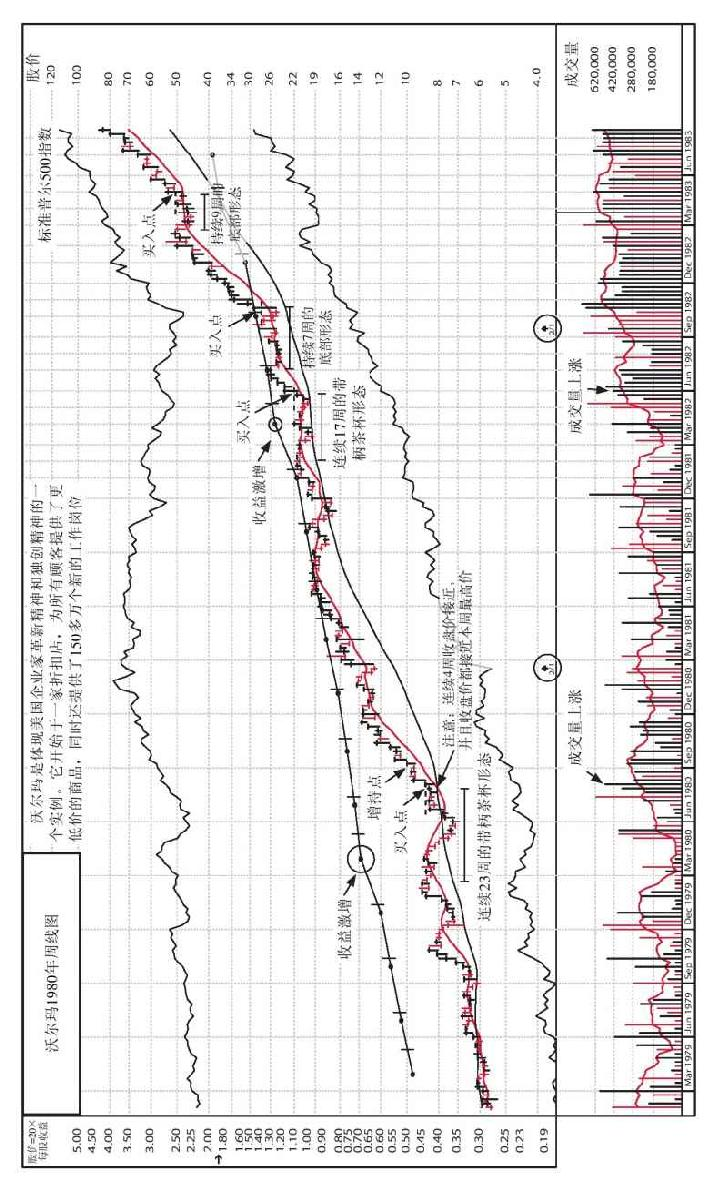 沃尔玛1980年周线图
沃尔玛是体现美国企业家革新精神和独创精神的一
个实例。它开始于一家折扣店，为所有顾客提供了更
低价的商品，同时还提供了150多万个新的工作岗位
股价=20×
每股收益
股价
标准普尔500指数
120
100
80
70
60
50
40
34
30
26
22
19
16
14
12
10
8
7
6
5
4.0
5.00
4.50
4.00
3.50
3.00
2.50
2.25
2.00
1.80
1.60
1.50
1.40
1.30
1.20
1.10
1.00
0.90
0.80
0.75
0.70
0.65
0.60
0.55
0.50
0.45
0.40
0.35
0.30
0.25
0.23
0.19
收益激增
增持点
买入点
连续23周的带柄茶杯形态
注意：连续4周收盘价接近，
并且收盘价都接近本周最高价
收益激增
买入点
连续17周的带
柄茶杯形态
买入点
持续7周的
底部形态
买入点
持续9周的
底部形态
2/1
2/1
成交量上涨
成交量上涨
成交量
620,000
420,000
280,000
180,000
Mar 1979
Jun 1979
Sep 1979
Dec 1979
Mar 1980
Jun 1980
Sep 1980
Dec 1980
Mar 1981
Jun 1981
Sep 1981
Dec 1981
Mar 1982
Jun 1982
Sep 1982
Dec 1982
Mar 1983
Jun 1983